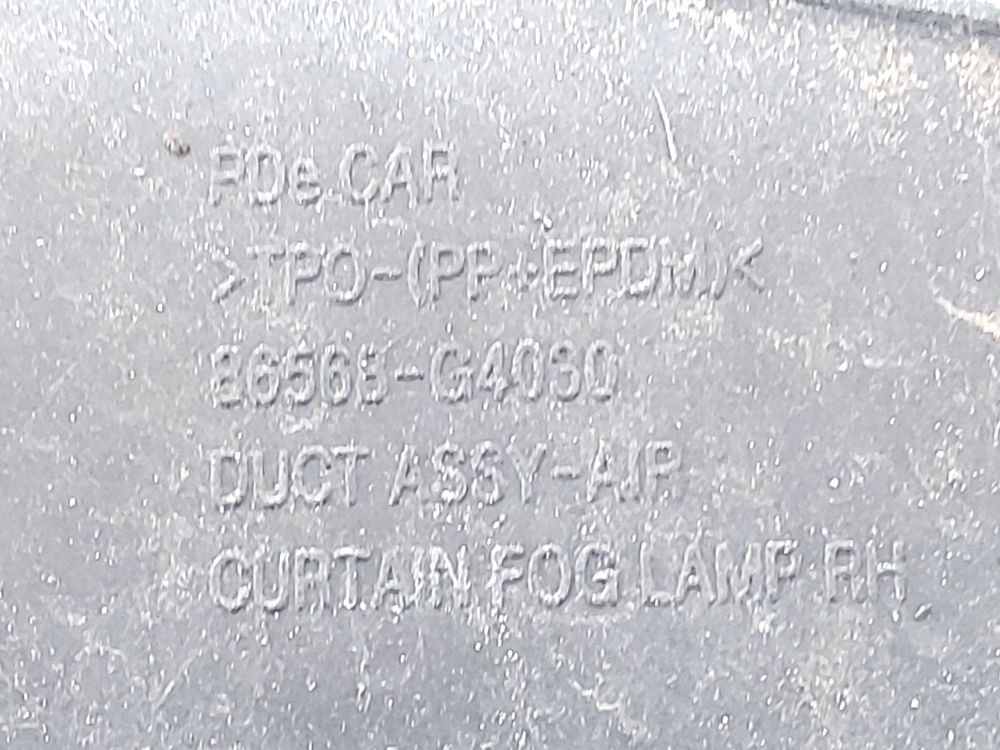 PDe CAR
>TPO-(PP+EPDM)<
86568-G4030
DUCT ASSY-AIR
CURTAIN FOG LAMP RH